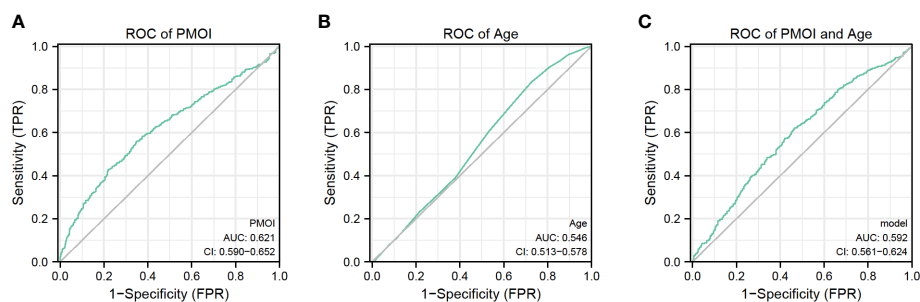 A
ROC of PMOI
1.0
0.8
0.6
0.4
0.2
0.0
Sensitivity (TPR)
PMOI
AUC: 0.621
CI: 0.590−0.652
0.0 0.2 0.4 0.6 0.8 1.0
1−Specificity (FPR)
B
ROC of Age
1.0
0.8
0.6
0.4
0.2
0.0
Sensitivity (TPR)
Age
AUC: 0.546
CI: 0.513−0.578
0.0 0.2 0.4 0.6 0.8 1.0
1−Specificity (FPR)
C
ROC of PMOI and Age
1.0
0.8
0.6
0.4
0.2
0.0
Sensitivity (TPR)
model
AUC: 0.592
CI: 0.561−0.624
0.0 0.2 0.4 0.6 0.8 1.0
1−Specificity (FPR)